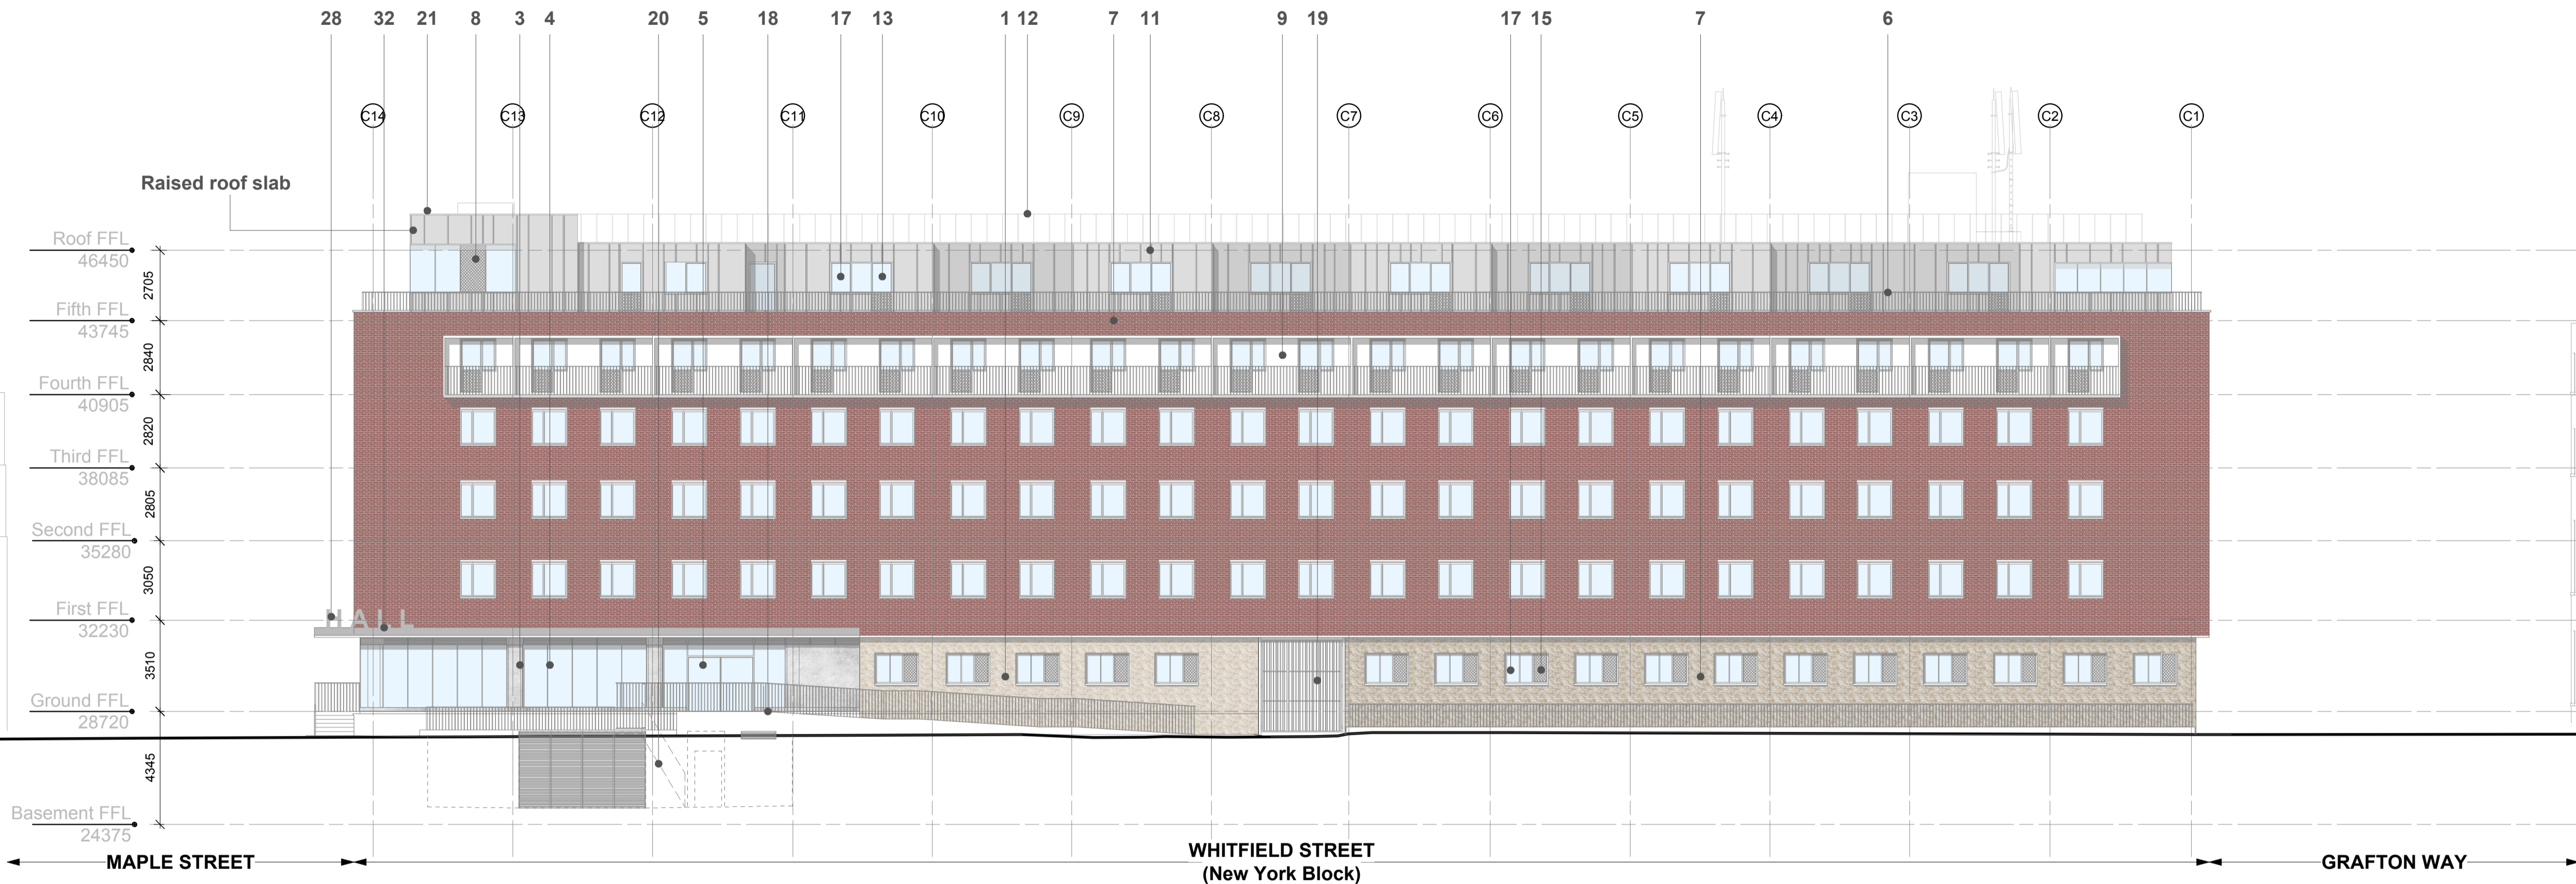 28 32 21 8 3 4 20 5 18 17 13 1 12 7 11 9 19 17 15 7 6
C14 C13 C12 C11 C10 C9 C8 C7 C6 C5 C4 C3 C2 C1
Raised roof slab
Roof FFL
46450
2705
Fifth FFL
43745
2840
Fourth FFL
40905
2820
Third FFL
38085
2805
Second FFL
35280
3050
First FFL
32230
HALL
3510
Ground FFL
28720
4345
Basement FFL
24375
MAPLE STREET
WHITFIELD STREET
(New York Block)
GRAFTON WAY